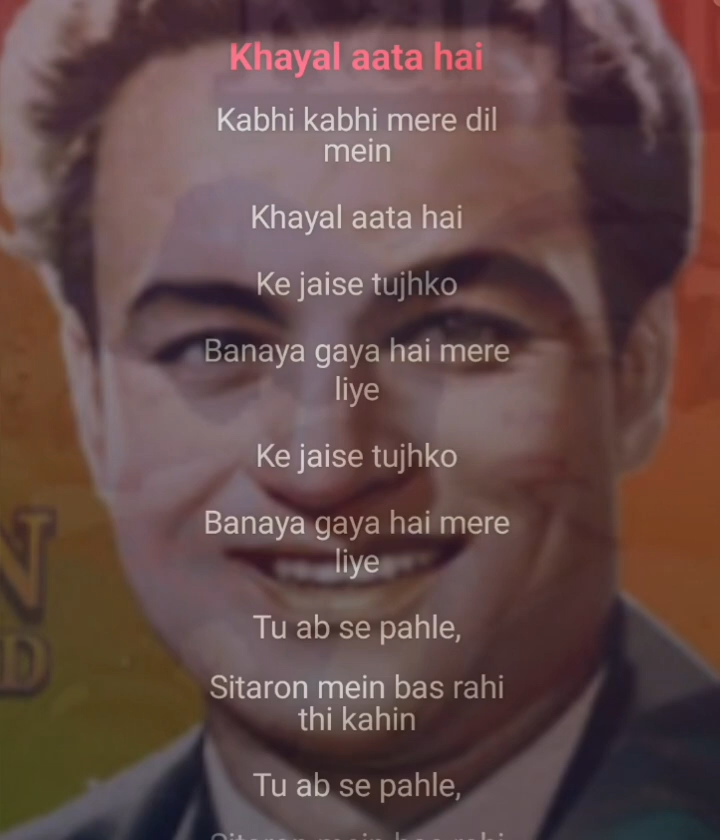 Khayal aata hai
Kabhi kabhi mere dil
mein
Khayal aata hai
Ke jaise tujhko
Banaya gaya hai mere
liye
Ke jaise tujhko
Banaya gaya hai mere
liye
Tu ab se pahle,
Sitaron mein bas rahi
thi kahin
Tu ab se pahle,
N
D